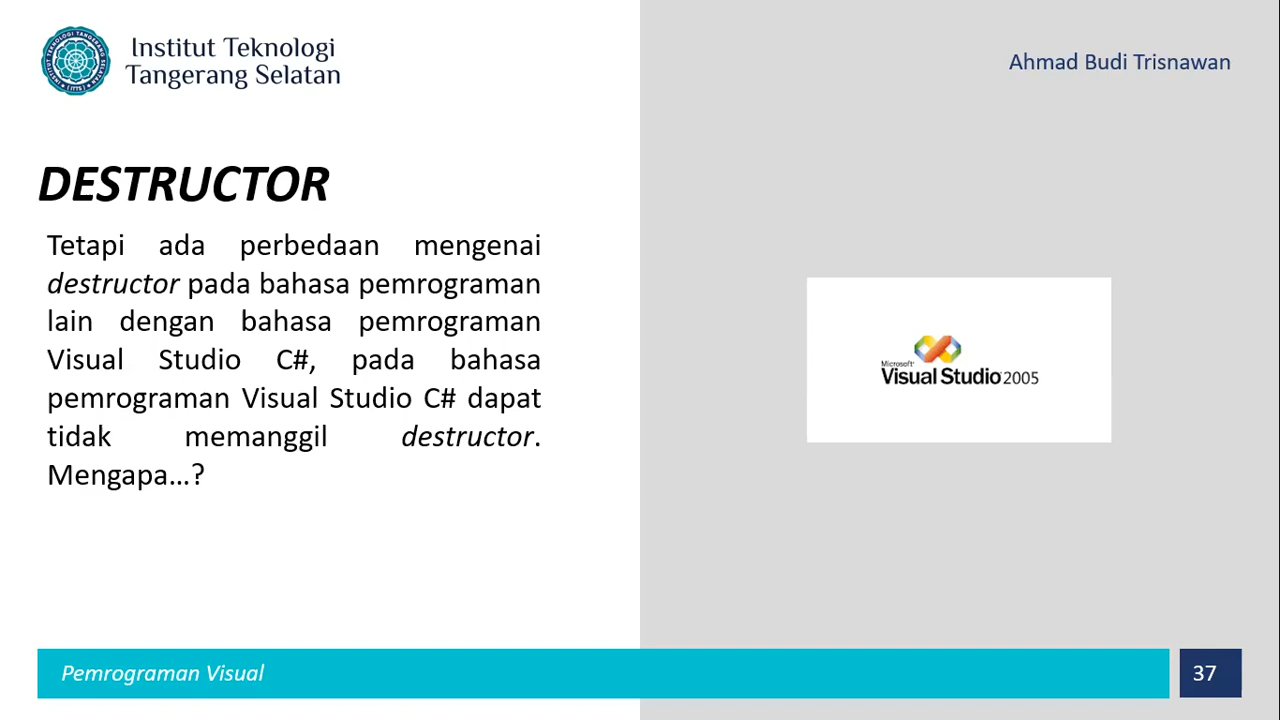 Institut Teknologi
Tangerang Selatan
Ahmad Budi Trisnawan
DESTRUCTOR
Tetapi ada perbedaan mengenai
destructor pada bahasa pemrograman
lain dengan bahasa pemrograman
Visual Studio C#, pada bahasa
pemrograman Visual Studio C# dapat
tidak memanggil destructor.
Mengapa...?
Microsoft
Visual Studio 2005
Pemrograman Visual
37